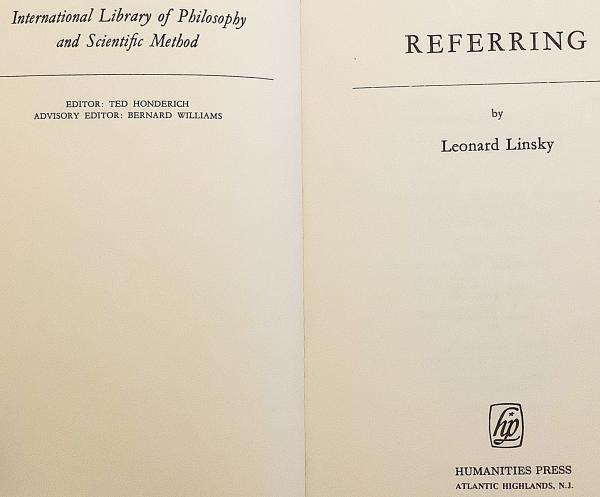 International Library of Philosophy
and Scientific Method
EDITOR: TED HONDERICH
ADVISORY EDITOR: BERNARD WILLIAMS
REFERRING
by
Leonard Linsky
hp
HUMANITIES PRESS
ATLANTIC HIGHLANDS, N.J.